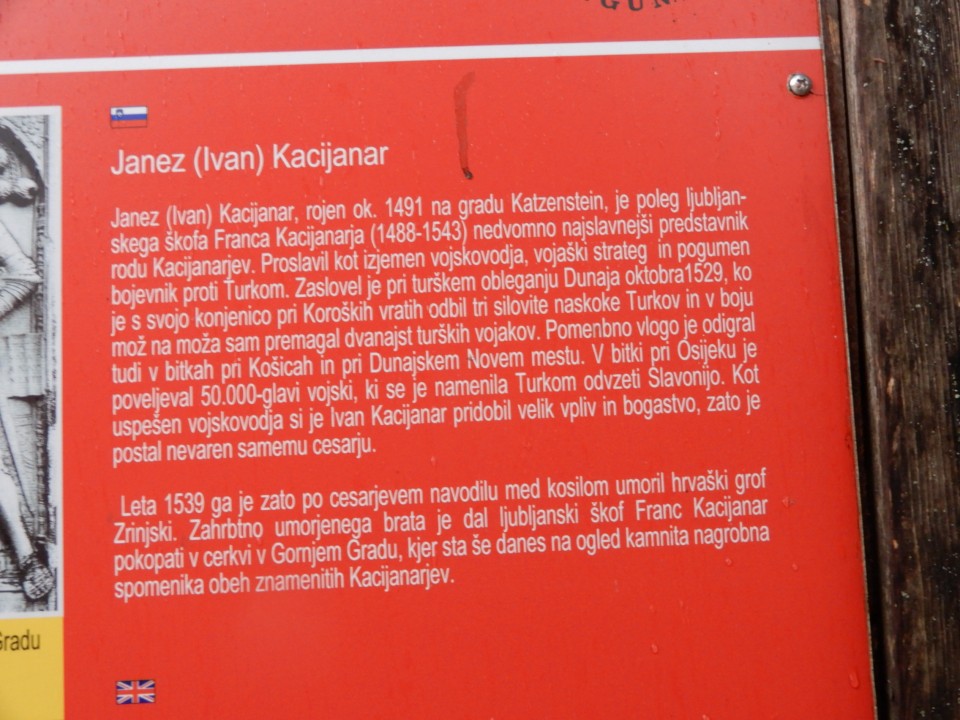 Janez (Ivan) Kacijanar
Janez (Ivan) Kacijanar, rojen ok. 1491 na gradu Katzenstein, je poleg ljubljan-
skega škofa Franca Kacijanarja (1488-1543) nedvomno najslavnejši predstavnik
rodu Kacijanarjev. Proslavil kot izjemen vojskovodja, vojaški strateg in pogumen
bojevnik proti Turkom. Zaslovel je pri turškem obleganju Dunaja oktobra1529, ko
je s svojo konjenico pri Koroških vratih odbil tri silovite naskoke Turkov in v boju
mož na moža sam premagal dvanajst turških vojakov. Pomenbno vlogo je odigral
tudi v bitkah pri Košicah in pri Dunajskem Novem mestu. V bitki pri Osijeku je
poveljeval 50.000-glavi vojski, ki se je namenila Turkom odvzeti Slavonijo. Kot
uspešen vojskovodja si je Ivan Kacijanar pridobil velik vpliv in bogastvo, zato je
postal nevaren samemu cesarju.
Leta 1539 ga je zato po cesarjevem navodilu med kosilom umoril hrvaški grof
Zrinjski. Zahrbtno umorjenega brata je dal ljubljanski škof Franc Kacijanar
pokopati v cerkvi v Gornjem Gradu, kjer sta še danes na ogled kamnita nagrobna
spomenika obeh znamenitih Kacijanarjev.
Gradu